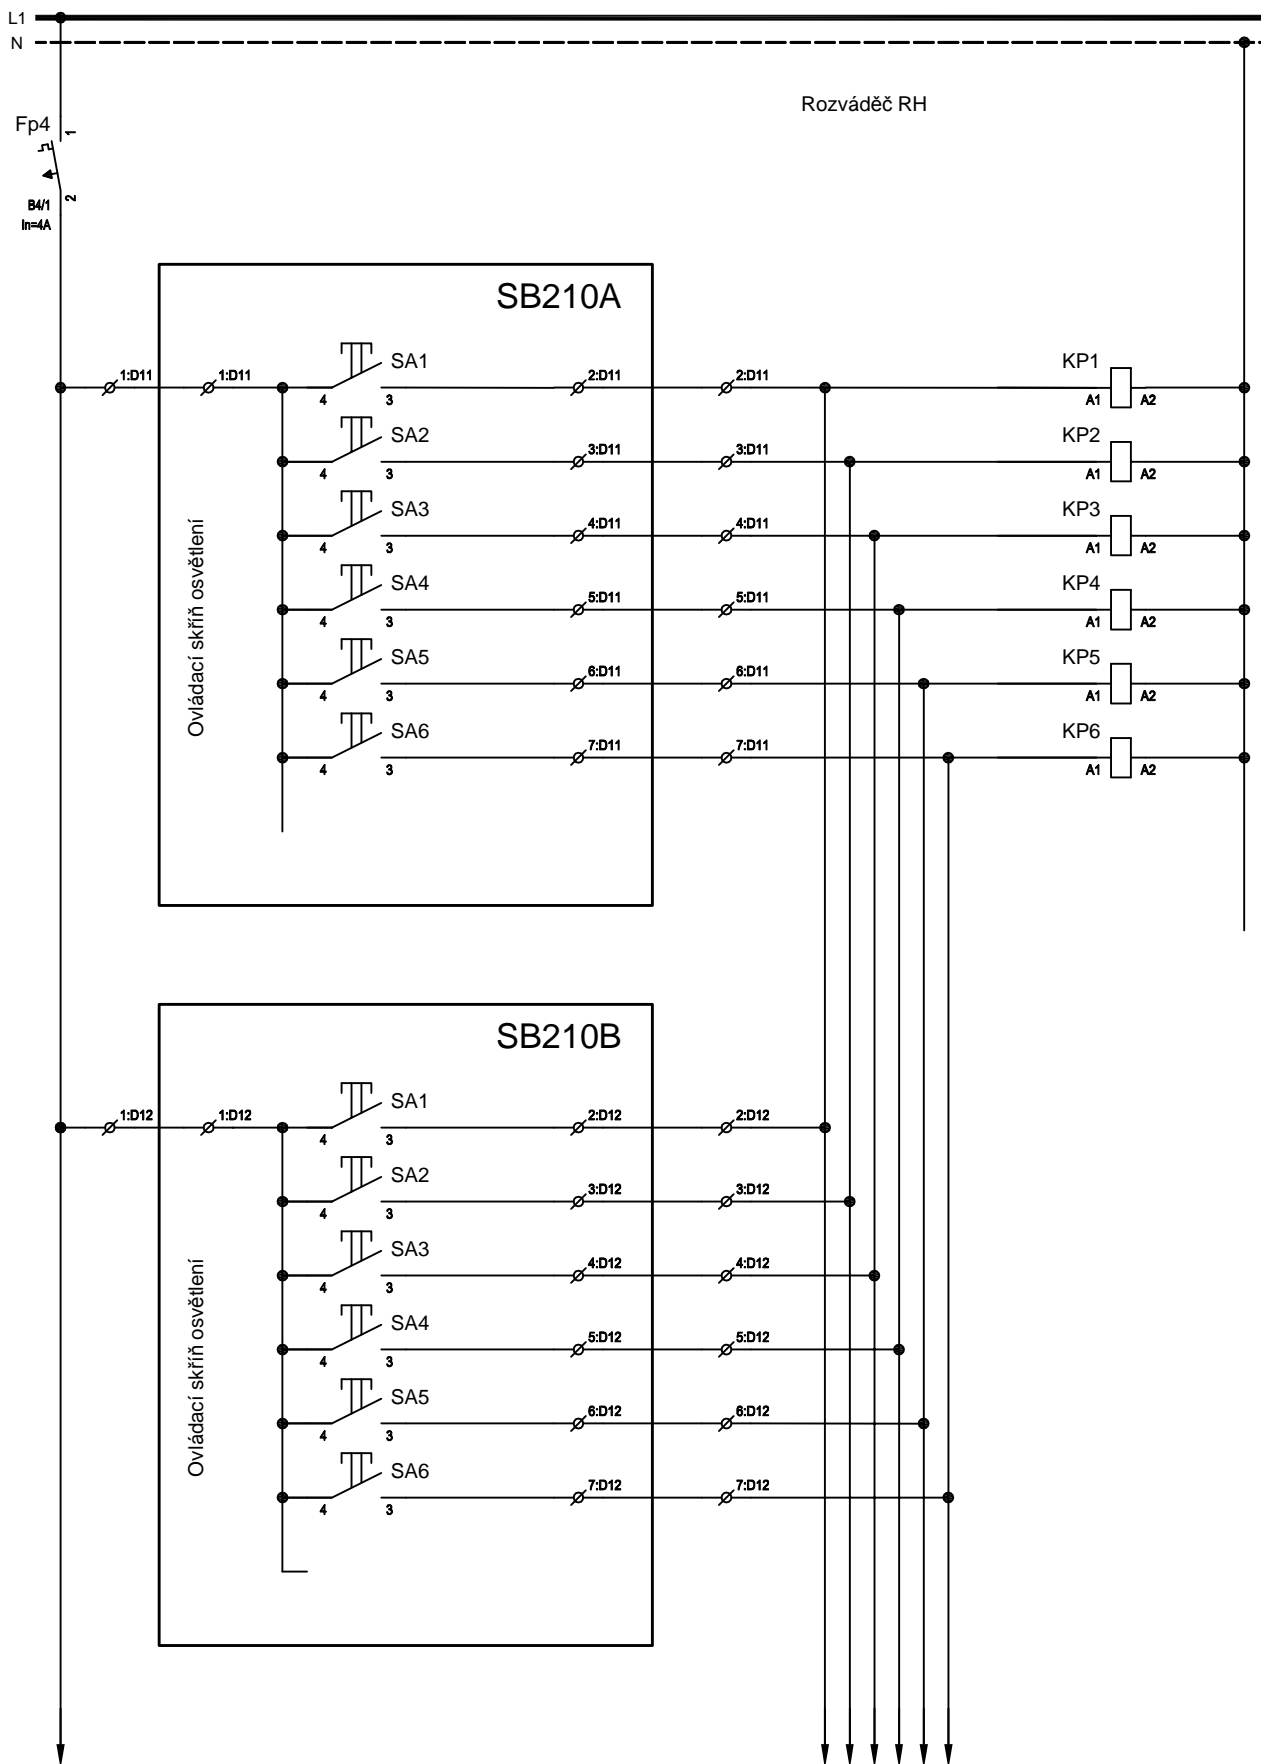 L1
N
Rozváděč RH
Fp4
1
2
B4/1
In=4A
SB210A
Ovládací skříň osvětlení
1:D11 1:D11 4 SA1 3 2:D11 2:D11 KP1 A1 A2
4 SA2 3 3:D11 3:D11 KP2 A1 A2
4 SA3 3 4:D11 4:D11 KP3 A1 A2
4 SA4 3 5:D11 5:D11 KP4 A1 A2
4 SA5 3 6:D11 6:D11 KP5 A1 A2
4 SA6 3 7:D11 7:D11 KP6 A1 A2
SB210B
Ovládací skříň osvětlení
1:D12 1:D12 4 SA1 3 2:D12 2:D12
4 SA2 3 3:D12 3:D12
4 SA3 3 4:D12 4:D12
4 SA4 3 5:D12 5:D12
4 SA5 3 6:D12 6:D12
4 SA6 3 7:D12 7:D12